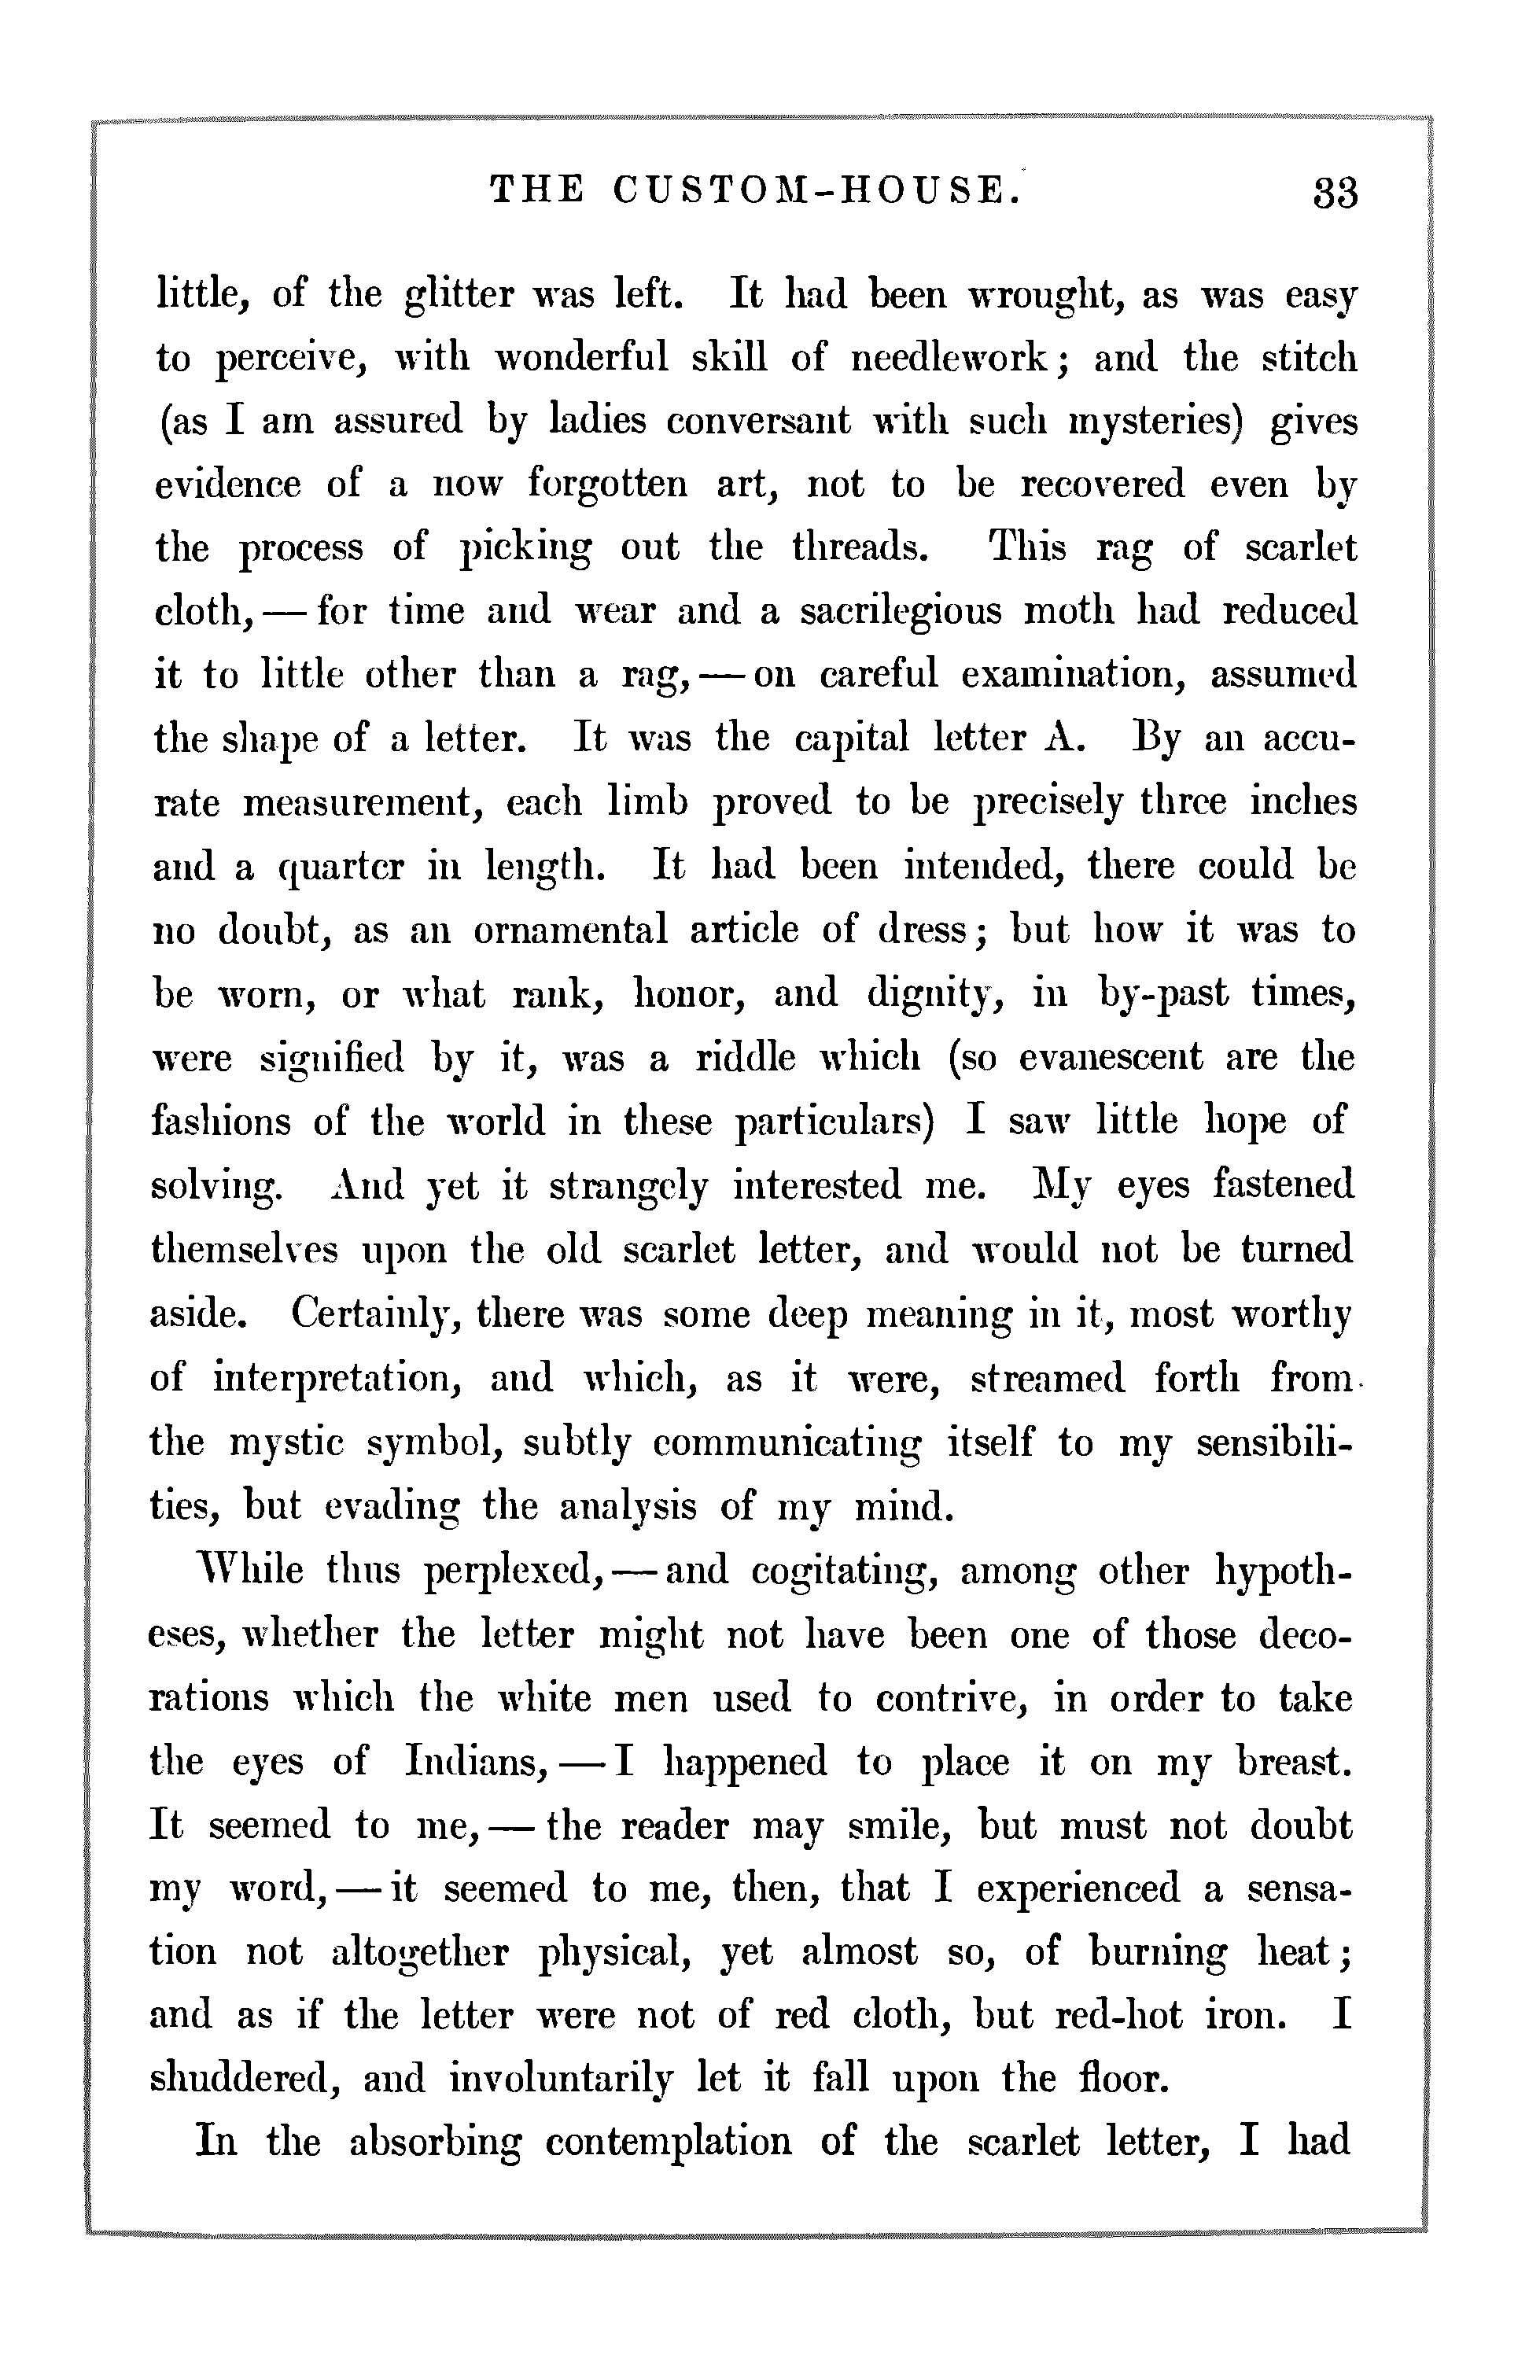 THE CUSTOM-HOUSE. 33
little, of the glitter was left. It had been wrought, as was easy
to perceive, with wonderful skill of needlework; and the stitch
(as I am assured by ladies conversant with such mysteries) gives
evidence of a now forgotten art, not to be recovered even by
the process of picking out the threads. This rag of scarlet
cloth, — for time and wear and a sacrilegious moth had reduced
it to little other than a rag, — on careful examination, assumed
the shape of a letter. It was the capital letter A. By an accu-
rate measurement, each limb proved to be precisely three inches
and a quarter in length. It had been intended, there could be
no doubt, as an ornamental article of dress; but how it was to
be worn, or what rank, honor, and dignity, in by-past times,
were signified by it, was a riddle which (so evanescent are the
fashions of the world in these particulars) I saw little hope of
solving. And yet it strangely interested me. My eyes fastened
themselves upon the old scarlet letter, and would not be turned
aside. Certainly, there was some deep meaning in it, most worthy
of interpretation, and which, as it were, streamed forth from
the mystic symbol, subtly communicating itself to my sensibili-
ties, but evading the analysis of my mind.
While thus perplexed, — and cogitating, among other hypoth-
eses, whether the letter might not have been one of those deco-
rations which the white men used to contrive, in order to take
the eyes of Indians, — I happened to place it on my breast.
It seemed to me, — the reader may smile, but must not doubt
my word, — it seemed to me, then, that I experienced a sensa-
tion not altogether physical, yet almost so, of burning heat;
and as if the letter were not of red cloth, but red-hot iron. I
shuddered, and involuntarily let it fall upon the floor.
In the absorbing contemplation of the scarlet letter, I had